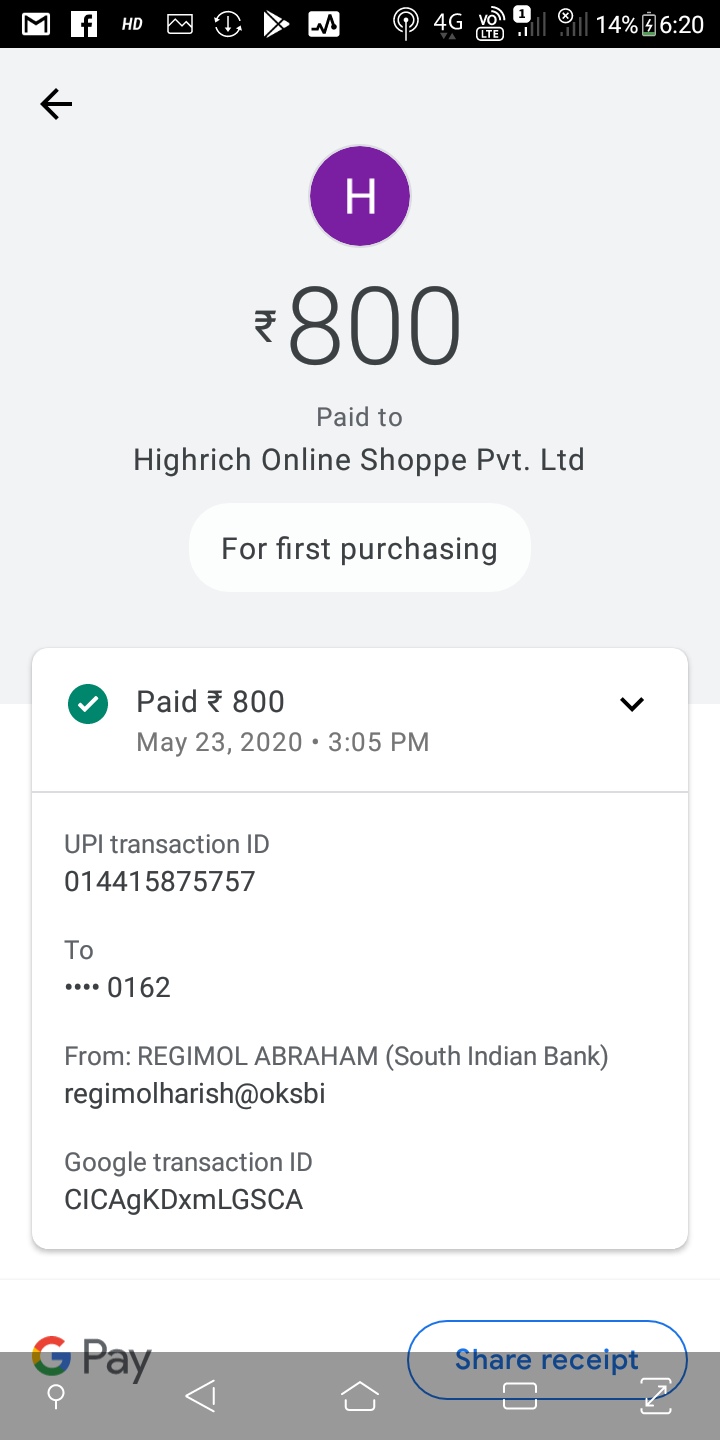 HD 4G VO LTE 1 14% 6:20
H
₹800
Paid to
Highrich Online Shoppe Pvt. Ltd
For first purchasing
Paid ₹ 800
May 23, 2020 • 3:05 PM
UPI transaction ID
014415875757
To
•••• 0162
From: REGIMOL ABRAHAM (South Indian Bank)
regimolharish@oksbi
Google transaction ID
CICAgKDxmLGSCA
G Pay
Share receipt